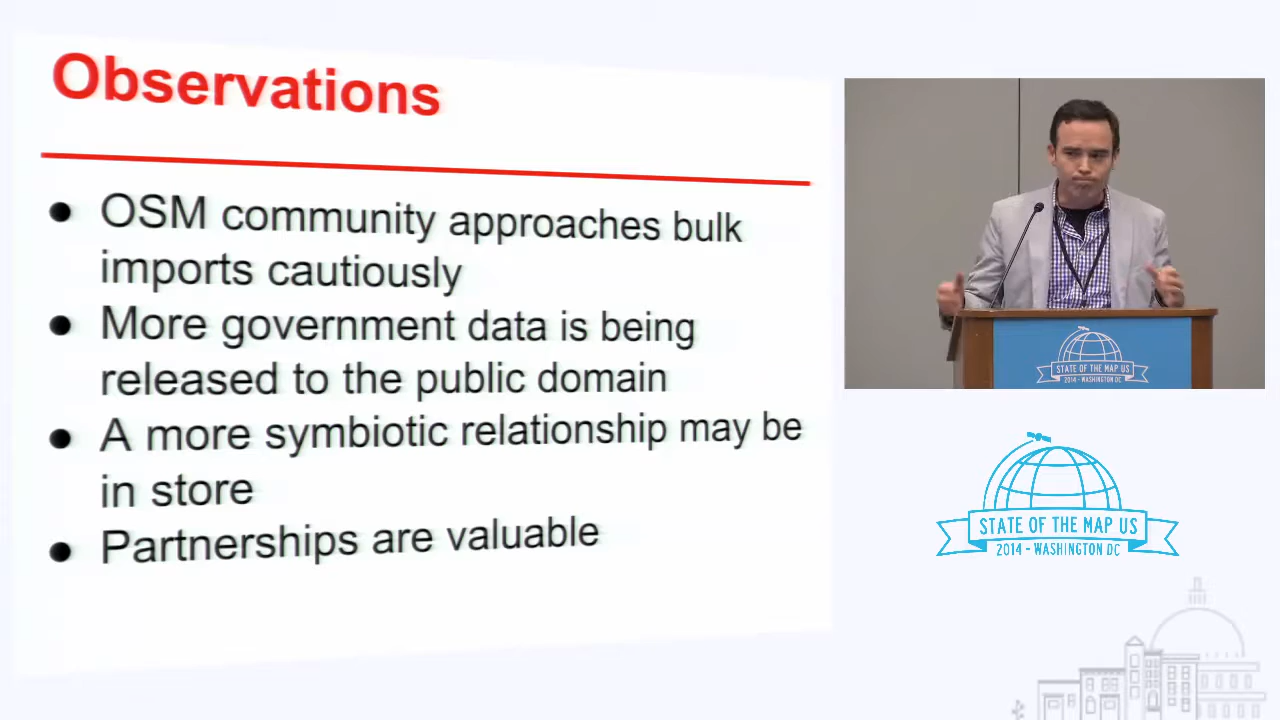 Observations
● OSM community approaches bulk
imports cautiously
● More government data is being
released to the public domain
● A more symbiotic relationship may be
in store
● Partnerships are valuable
STATE OF THE MAP US
2014 - WASHINGTON DC
STATE OF THE MAP US
2014 - WASHINGTON DC